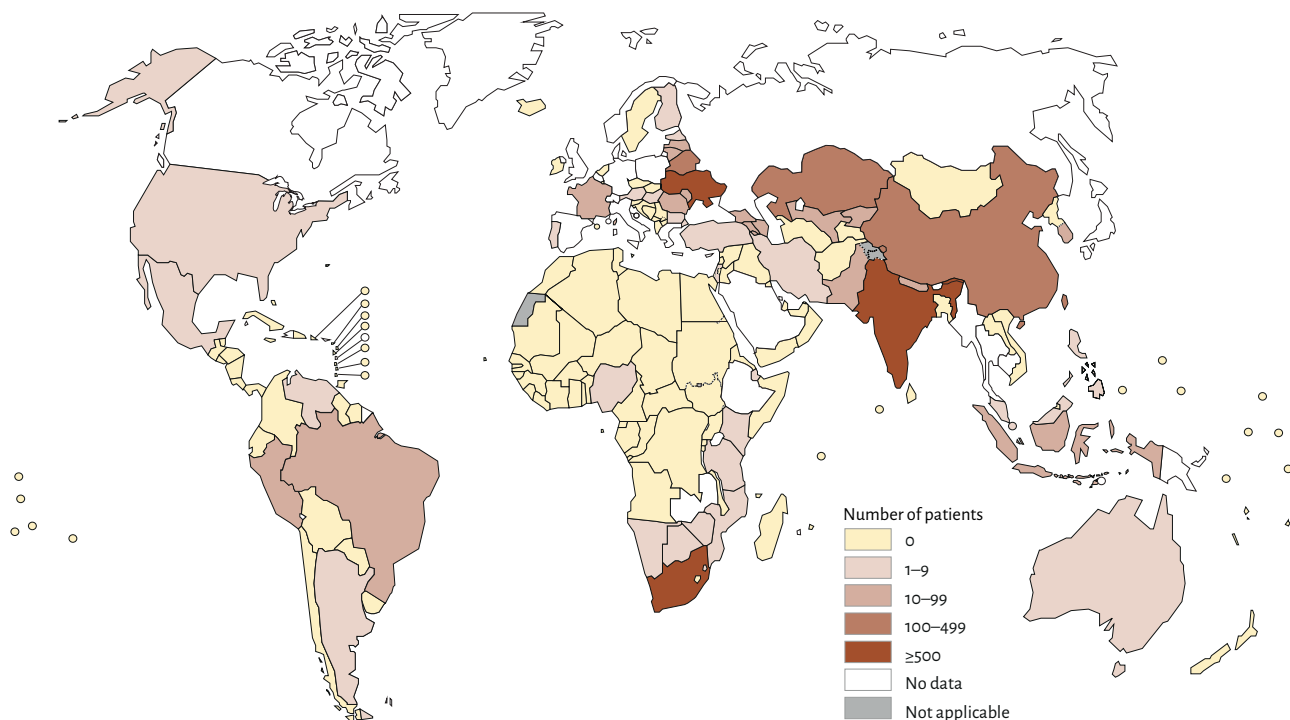 Number of patients
0
1–9
10–99
100–499
≥500
No data
Not applicable